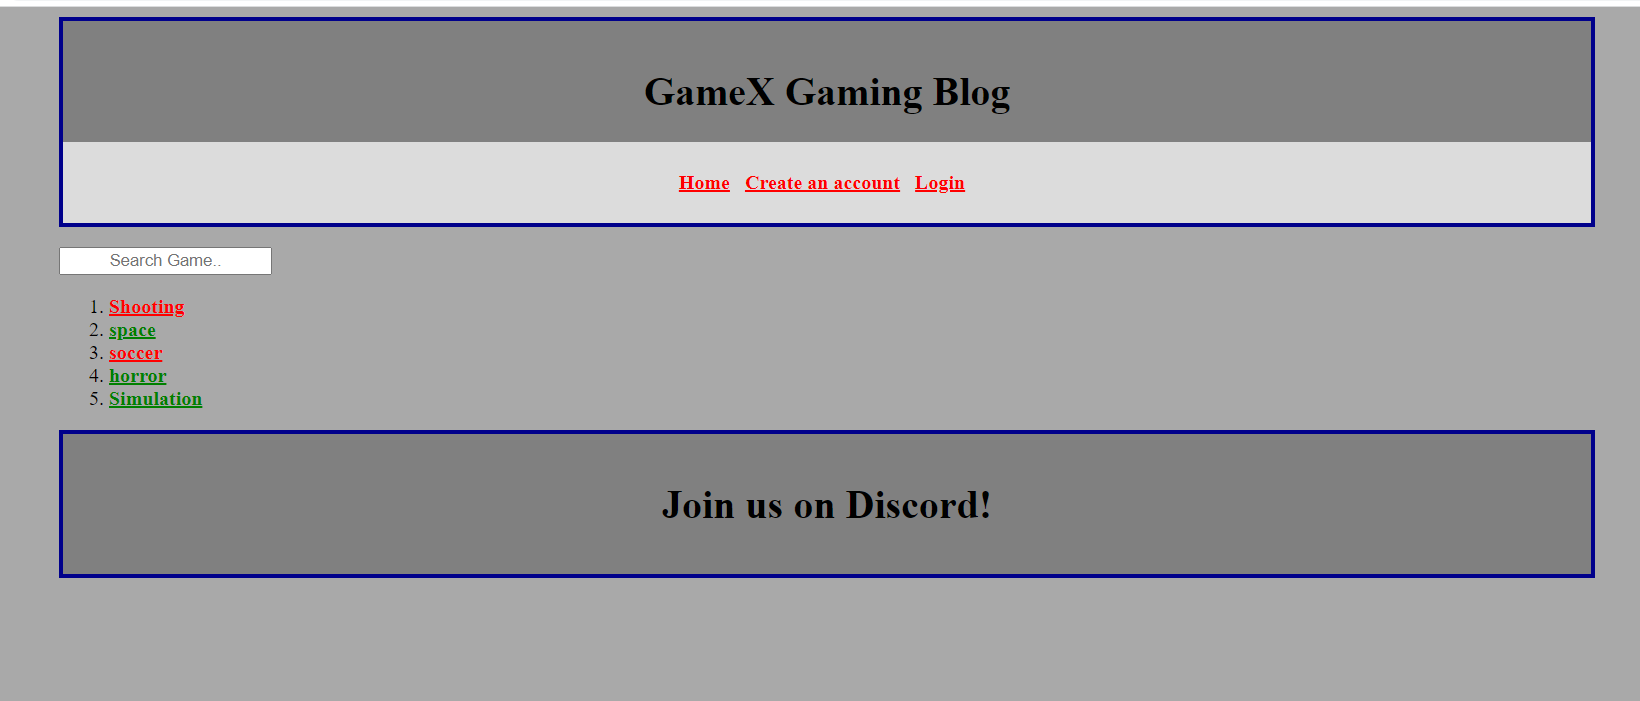 GameX Gaming Blog
Home Create an account Login
Search Game..
1. Shooting
2. space
3. soccer
4. horror
5. Simulation
Join us on Discord!